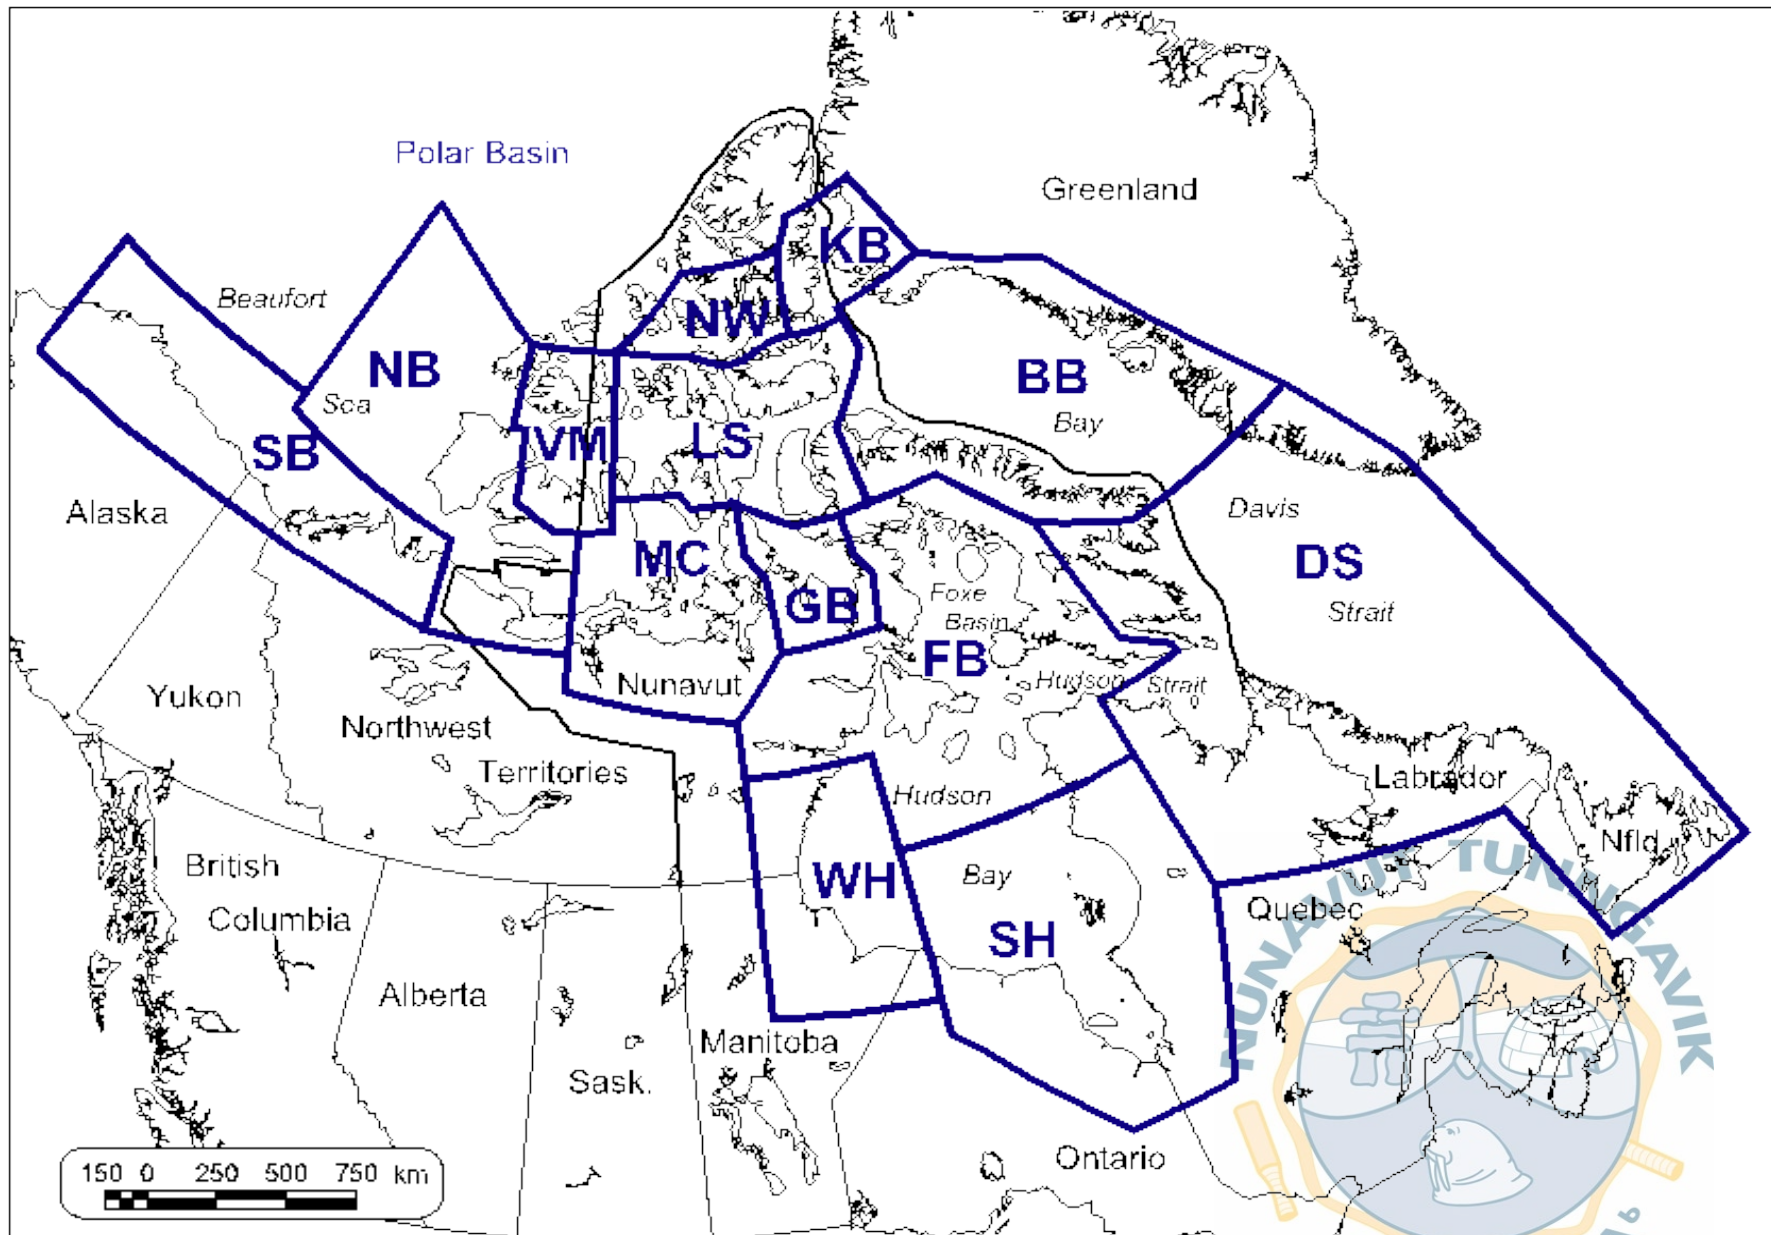 Polar Basin
Greenland
KB
Beaufort
NW
NB
BB
Sea
Bay
VM
LS
SB
Alaska
Davis
MC
DS
Foxe
GB
Strait
Basin
FB
Hudson
Strait
Nunavut
Yukon
Northwest
Territories
Labrador
Hudson
Nfld.
British
WH
Bay
Columbia
Quebec
SH
Alberta
Manitoba
Sask.
Ontario
150 0 250 500 750 km
NUNAVUT TUNNGAVIK